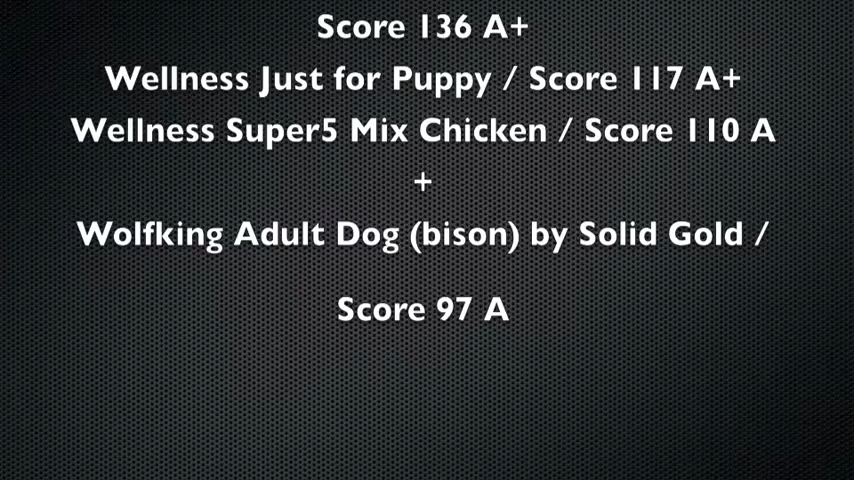 Score 136 A+
Wellness Just for Puppy / Score 117 A+
Wellness Super5 Mix Chicken / Score 110 A
+
Wolfking Adult Dog (bison) by Solid Gold /
Score 97 A